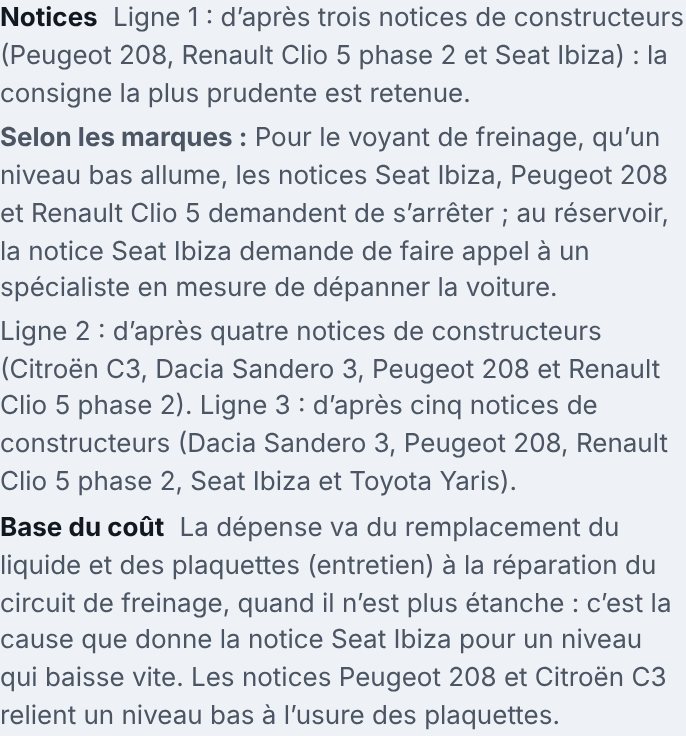 Notices Ligne 1 : d’après trois notices de constructeurs
(Peugeot 208, Renault Clio 5 phase 2 et Seat Ibiza) : la
consigne la plus prudente est retenue.
Selon les marques : Pour le voyant de freinage, qu’un
niveau bas allume, les notices Seat Ibiza, Peugeot 208
et Renault Clio 5 demandent de s’arrêter ; au réservoir,
la notice Seat Ibiza demande de faire appel à un
spécialiste en mesure de dépanner la voiture.
Ligne 2 : d’après quatre notices de constructeurs
(Citroën C3, Dacia Sandero 3, Peugeot 208 et Renault
Clio 5 phase 2). Ligne 3 : d’après cinq notices de
constructeurs (Dacia Sandero 3, Peugeot 208, Renault
Clio 5 phase 2, Seat Ibiza et Toyota Yaris).
Base du coût La dépense va du remplacement du
liquide et des plaquettes (entretien) à la réparation du
circuit de freinage, quand il n’est plus étanche : c’est la
cause que donne la notice Seat Ibiza pour un niveau
qui baisse vite. Les notices Peugeot 208 et Citroën C3
relient un niveau bas à l’usure des plaquettes.